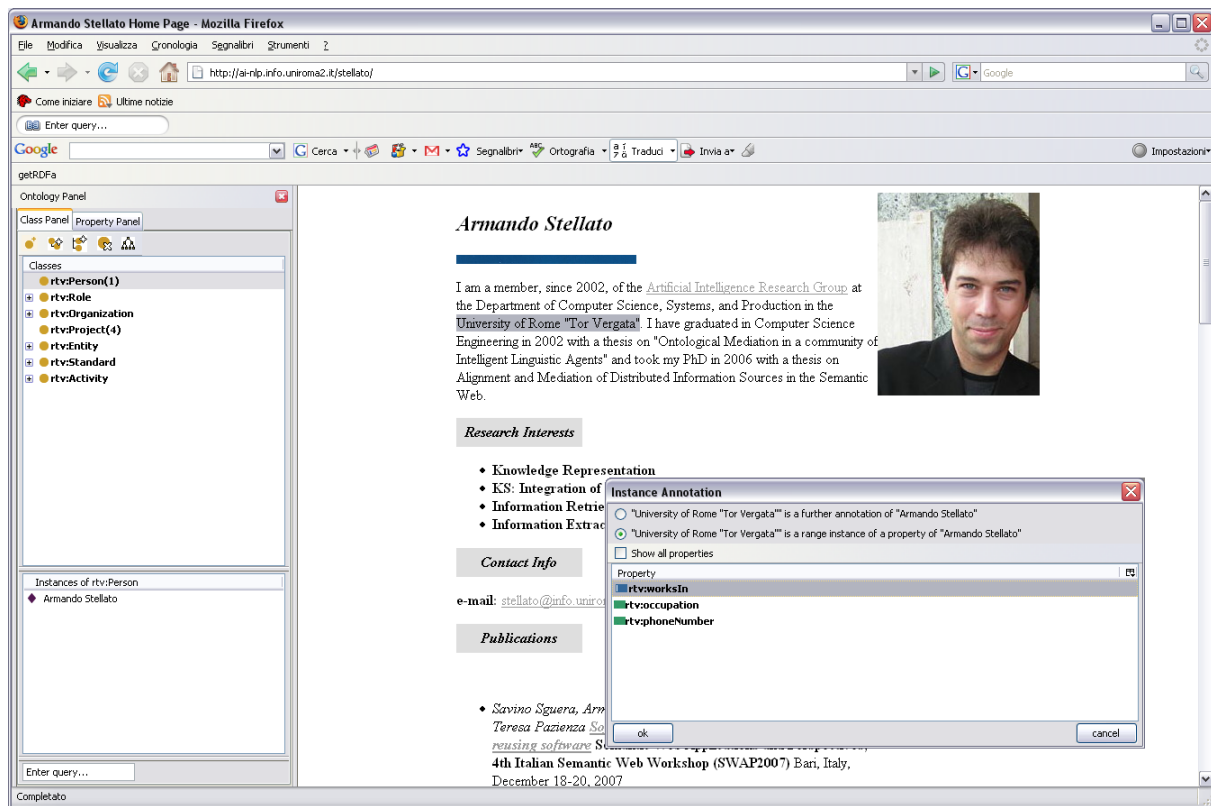 Armando Stellato Home Page - Mozilla Firefox
File Modifica Visualizza Cronologia Segnalibri Strumenti ?
http://ai-nlp.info.uniroma2.it/stellato/
Google
Come iniziare Ultime notizie
Enter query...
Google Cerca Segnalibri Ortografia Traduci Invia a Impostazioni
getRDFa
Ontology Panel
Class Panel Property Panel
Classes
rtv:Person(1)
rtv:Role
rtv:Organization
rtv:Project(4)
rtv:Entity
rtv:Standard
rtv:Activity
Instances of rtv:Person
Armando Stellato
Enter query...
Armando Stellato
I am a member, since 2002, of the Artificial Intelligence Research Group at
the Department of Computer Science, Systems, and Production in the
University of Rome "Tor Vergata". I have graduated in Computer Science
Engineering in 2002 with a thesis on "Ontological Mediation in a community of
Intelligent Linguistic Agents" and took my PhD in 2006 with a thesis on
Alignment and Mediation of Distributed Information Sources in the Semantic
Web.
Research Interests
Knowledge Representation
KS: Integration of
Information
Information
Contact Info
e-mail:
Publications
Savino Sguera,
Teresa Pazienza
reusing software
4th Italian Semantic Web Workshop (SWAP2007) Bari, Italy,
December 18-20, 2007
Instance Annotation
"University of Rome "Tor Vergata"" is a further annotation of "Armando Stellato"
"University of Rome "Tor Vergata"" is a range instance of a property of "Armando Stellato"
Show all properties
Property
rtv:worksIn
rtv:occupation
rtv:phoneNumber
ok cancel
Completato